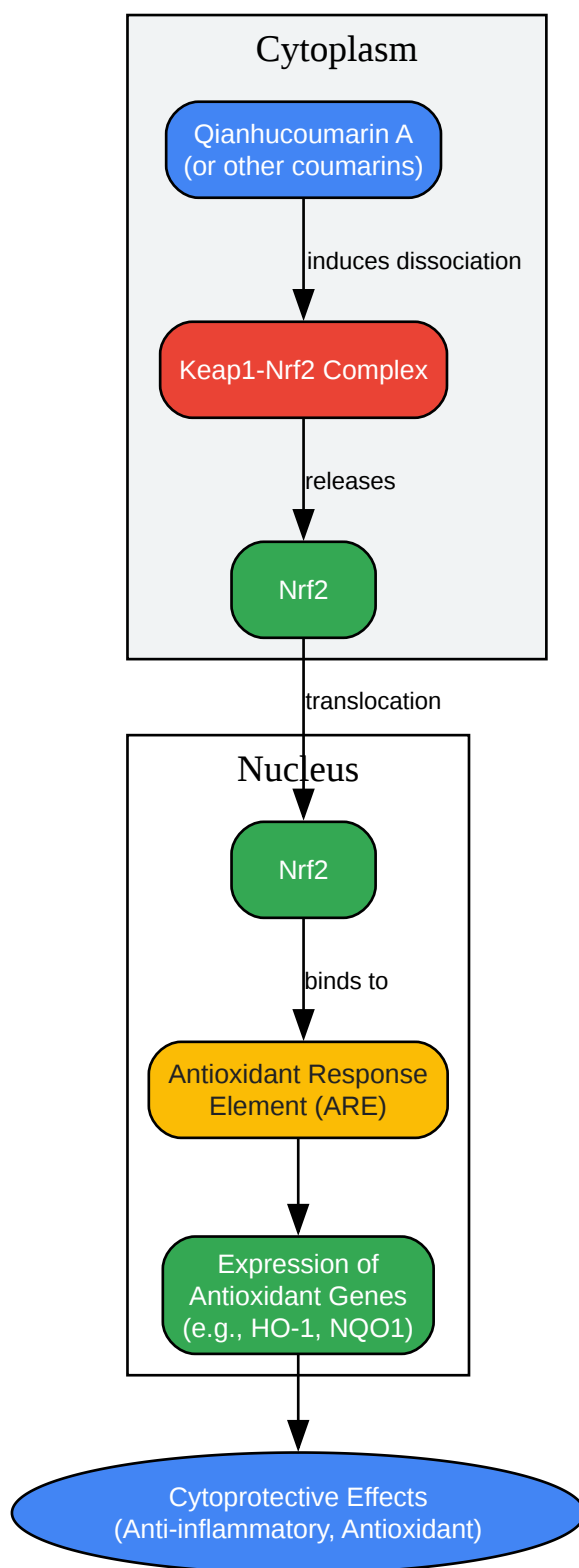 Cytoplasm
Qianhucoumarin A
(or other coumarins)
induces dissociation
Keap1-Nrf2 Complex
releases
Nrf2
translocation
Nucleus
Nrf2
binds to
Antioxidant Response
Element (ARE)
Expression of
Antioxidant Genes
(e.g., HO-1, NQO1)
Cytoprotective Effects
(Anti-inflammatory, Antioxidant)